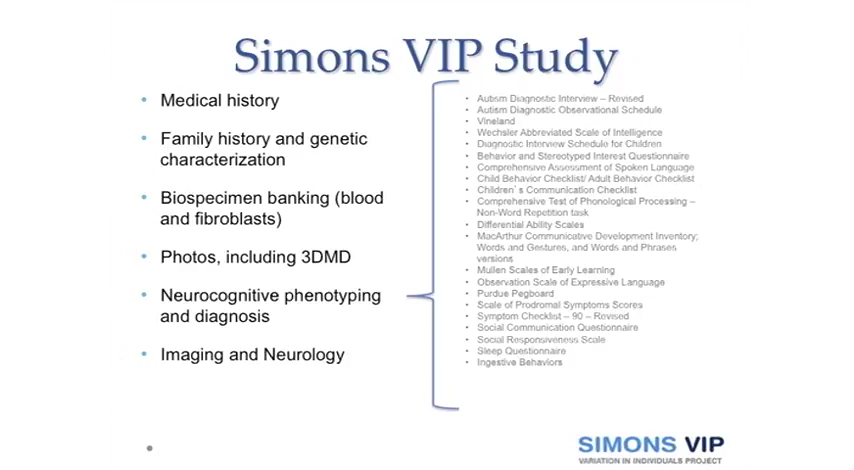 Simons VIP Study
• Medical history
• Family history and genetic
characterization
• Biospecimen banking (blood
and fibroblasts)
• Photos, including 3DMD
• Neurocognitive phenotyping
and diagnosis
• Imaging and Neurology
• Autism Diagnostic Interview – Revised
• Autism Diagnostic Observational Schedule
• Vineland
• Wechsler Abbreviated Scale of Intelligence
• Diagnostic Interview Schedule for Children
• Behavior and Stereotyped Interest Questionnaire
• Comprehensive Assessment of Spoken Language
• Child Behavior Checklist/ Adult Behavior Checklist
• Children's Communication Checklist
• Comprehensive Test of Phonological Processing –
Non-Word Repetition task
• Differential Ability Scales
• MacArthur Communicative Development Inventory;
Words and Gestures, and Words and Phrases
versions
• Mullen Scales of Early Learning
• Observation Scale of Expressive Language
• Purdue Pegboard
• Scale of Prodromal Symptoms Scores
• Symptom Checklist – 90 – Revised
• Social Communication Questionnaire
• Social Responsiveness Scale
• Sleep Questionnaire
• Ingestive Behaviors
•
SIMONS VIP
VARIATION IN INDIVIDUALS PROJECT